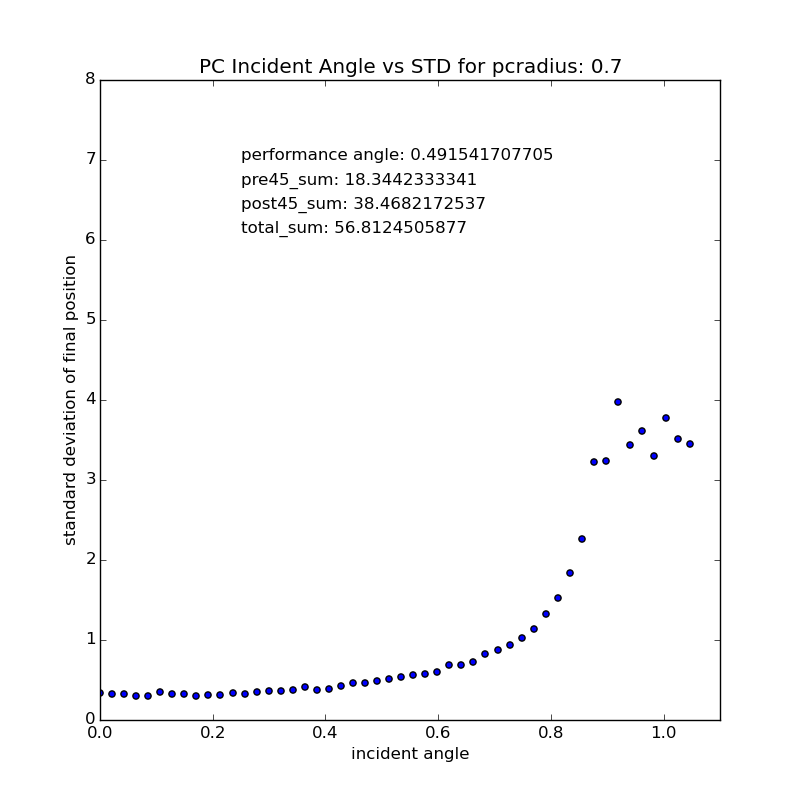 PC Incident Angle vs STD for pcradius: 0.7
8
7
6
5
4
3
2
1
0
standard deviation of final position
performance angle: 0.491541707705
pre45_sum: 18.3442333341
post45_sum: 38.4682172537
total_sum: 56.8124505877
0.0 0.2 0.4 0.6 0.8 1.0
incident angle